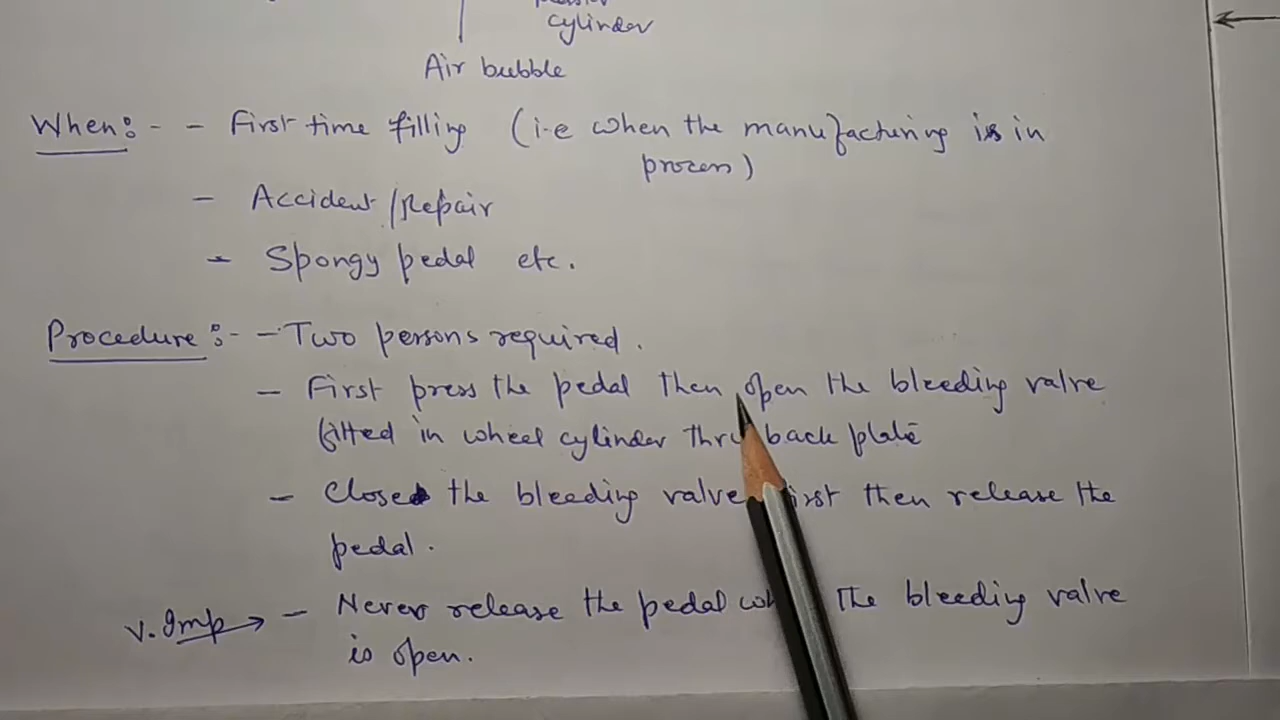 cylinder
Air bubble
When:- - First time filling (i.e when the manufacturing is in
process)
- Accident/Repair
- Spongy pedal etc.
Procedure:- - Two persons required.
- First press the pedal then open the bleeding valve
fitted in wheel cylinder thru back plate
- Close the bleeding valve first then release the
pedal.
v. Imp → - Never release the pedal the bleeding valve
is open.